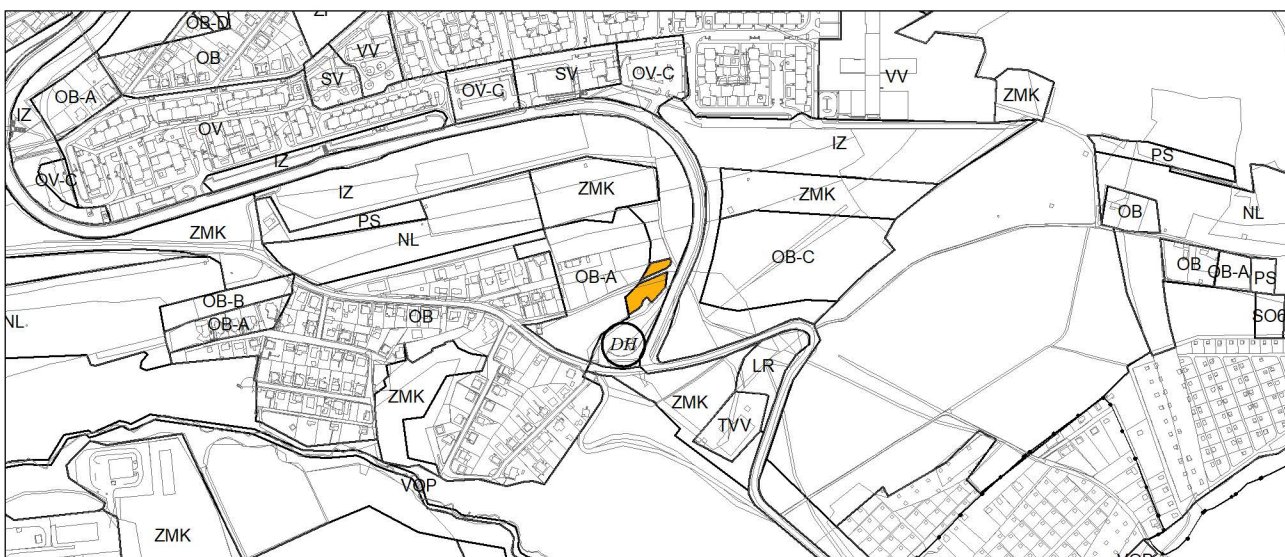 OB-D
OB
VV
SV
OB-A
IZ
OV-C
SV
OV-C
VV
ZMK
OV
OV-C
IZ
IZ
IZ
PS
ZMK
PS
ZMK
ZMK
OB
NL
NL
OB-A
OB-C
OB
OB-A
PS
OB-B
NL
OB-A
OB
SO6
DH
LR
ZMK
ZMK
TVV
VOP
ZMK
ZMK